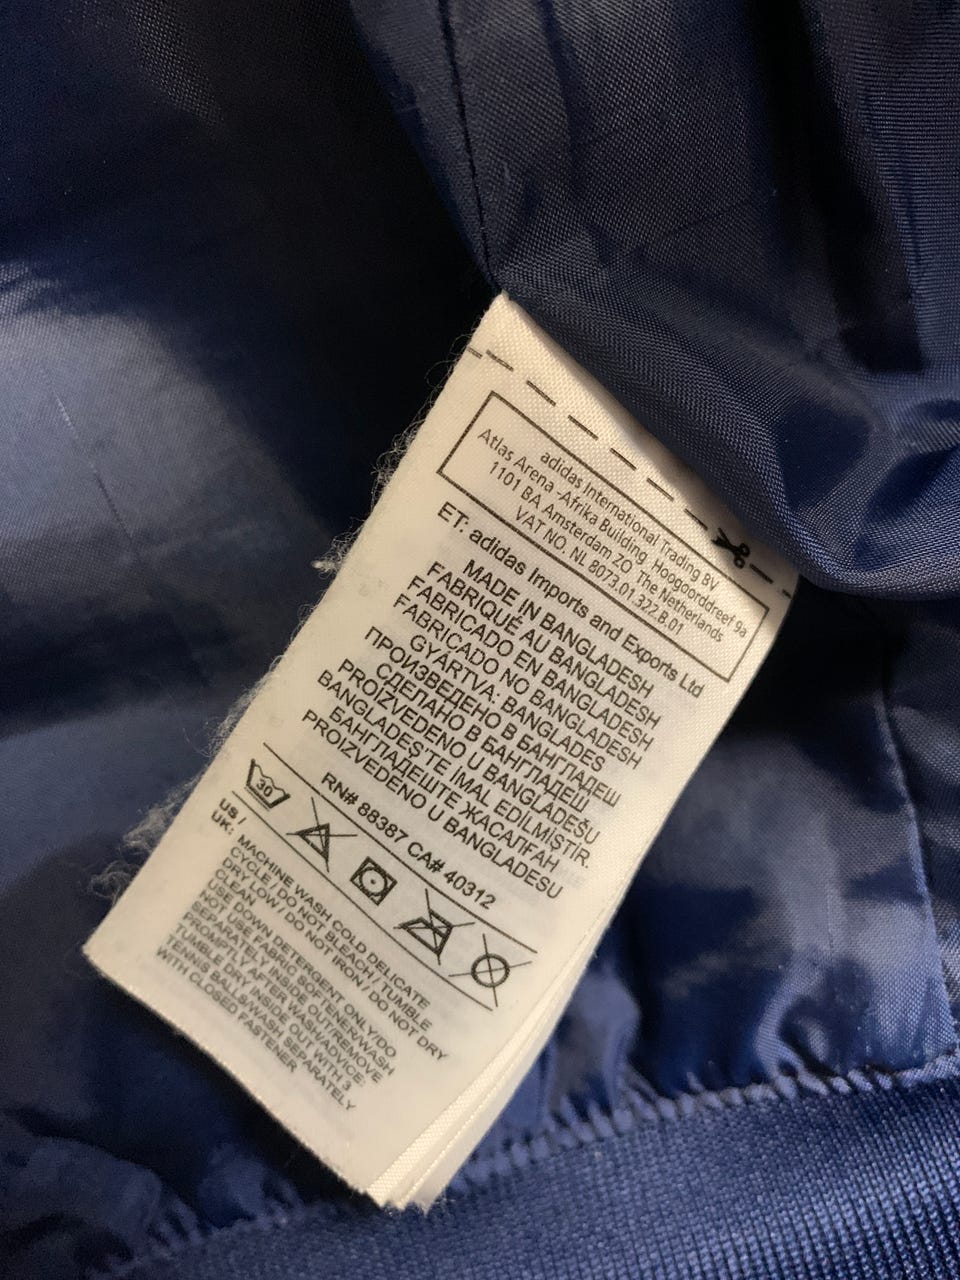 adidas International Trading BV
Atlas Arena -Afrika Building, Hoogoorddreef 9a
1101 BA Amsterdam ZO, The Netherlands
VAT NO. NL 8073.01.322.B.01
ET: adidas Imports and Exports Ltd
MADE IN BANGLADESH
FABRIQUÉ AU BANGLADESH
FABRICADO EN BANGLADESH
FABRICADO NO BANGLADESH
GYÁRTVA: BANGLADES
ПРОИЗВЕДЕНО В БАНГЛАДЕШ
СДЕЛАНО В БАНГЛАДЕШ
PROIZVEDENO U BANGLADEŠU
BANGLADEŞ'TE İMAL EDİLMİŞTİR.
БАНГЛАДЕШТЕ ЖАСАЛҒАН
PROIZVEDENO U BANGLADESU
RN# 88387 CA# 40312
30
US /
UK: MACHINE WASH COLD DELICATE
CYCLE / DO NOT BLEACH / TUMBLE
DRY LOW / DO NOT IRON / DO NOT DRY
CLEAN
USE DOWN DETERGENT ONLY/DO
NOT USE FABRIC SOFTENER/WASH
SEPARATELY INSIDE OUT/REMOVE
PROMPTLY AFTER WASH/ADVICE:
TUMBLE DRY INSIDE OUT WITH 3
TENNIS BALLS/WASH SEPARATELY
WITH CLOSED FASTENER